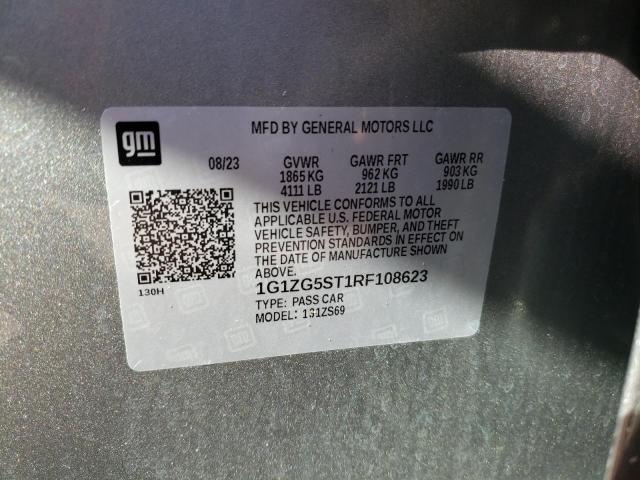 gm
MFD BY GENERAL MOTORS LLC
08/23 GVWR GAWR FRT GAWR RR
1865 KG 962 KG 903 KG
4111 LB 2121 LB 1990 LB
THIS VEHICLE CONFORMS TO ALL
APPLICABLE U.S. FEDERAL MOTOR
VEHICLE SAFETY, BUMPER, AND THEFT
PREVENTION STANDARDS IN EFFECT ON
THE DATE OF MANUFACTURE SHOWN
ABOVE.
130H
1G1ZG5ST1RF108623
TYPE: PASS CAR
MODEL: 131ZS69